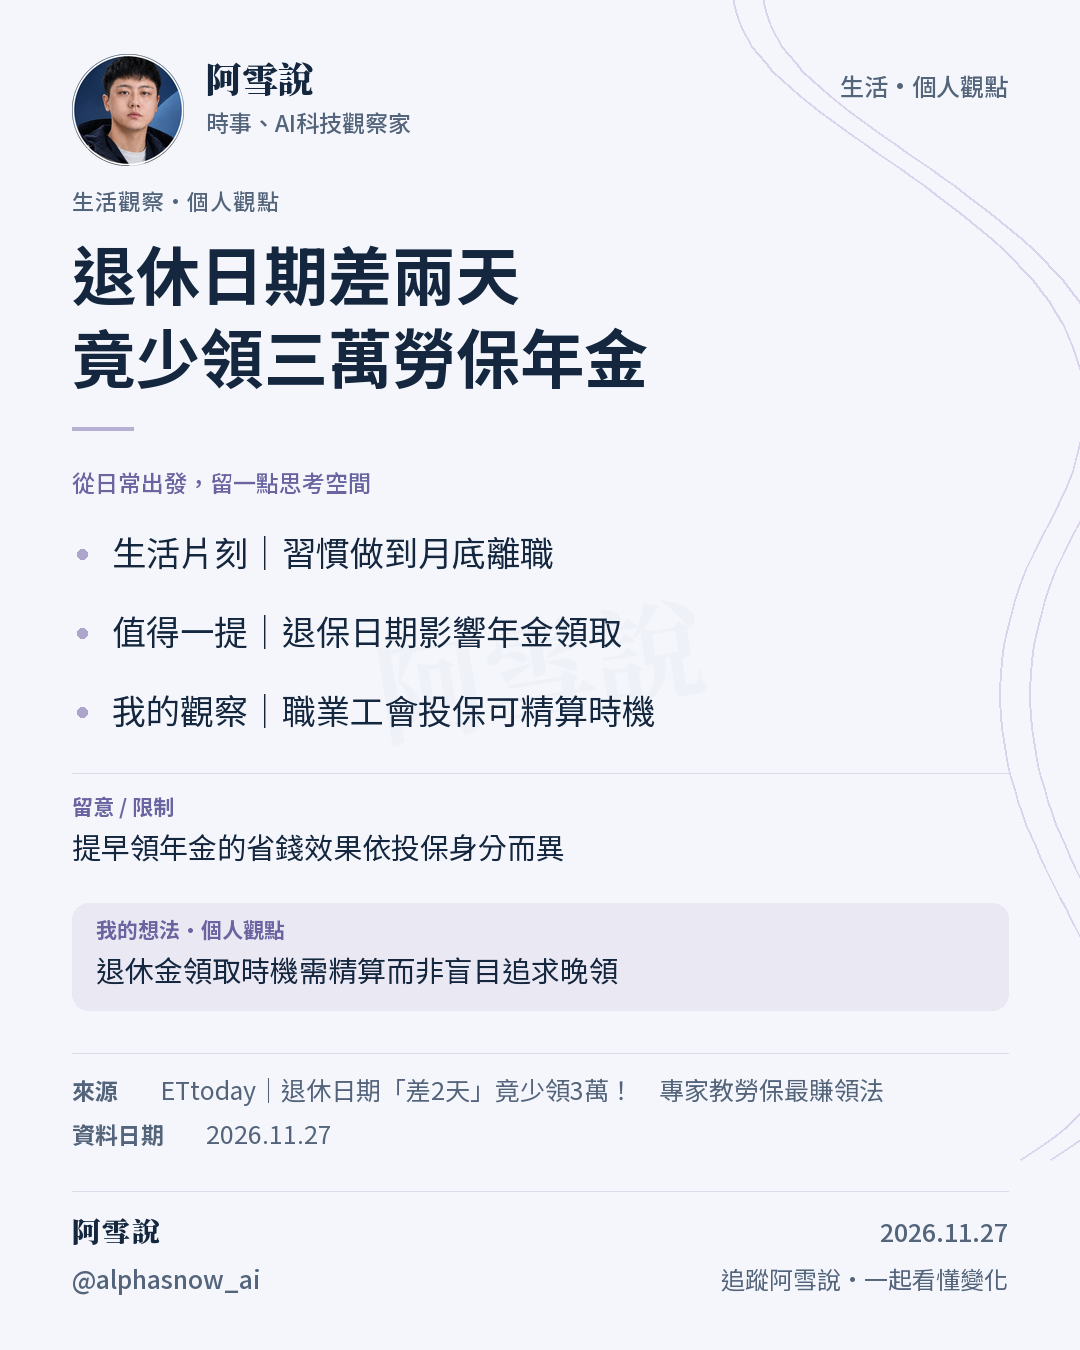 阿雪說
時事、AI科技觀察家
生活・個人觀點
生活觀察・個人觀點
退休日期差兩天
竟少領三萬勞保年金
從日常出發，留一點思考空間
生活片刻｜習慣做到月底離職
值得一提｜退保日期影響年金領取
我的觀察｜職業工會投保可精算時機
阿雪說
留意 / 限制
提早領年金的省錢效果依投保身分而異
我的想法・個人觀點
退休金領取時機需精算而非盲目追求晚領
來源 ETtoday｜退休日期「差2天」竟少領3萬！ 專家教勞保最賺領法
資料日期 2026.11.27
阿雪說
2026.11.27
@alphasnow_ai
追蹤阿雪說・一起看懂變化